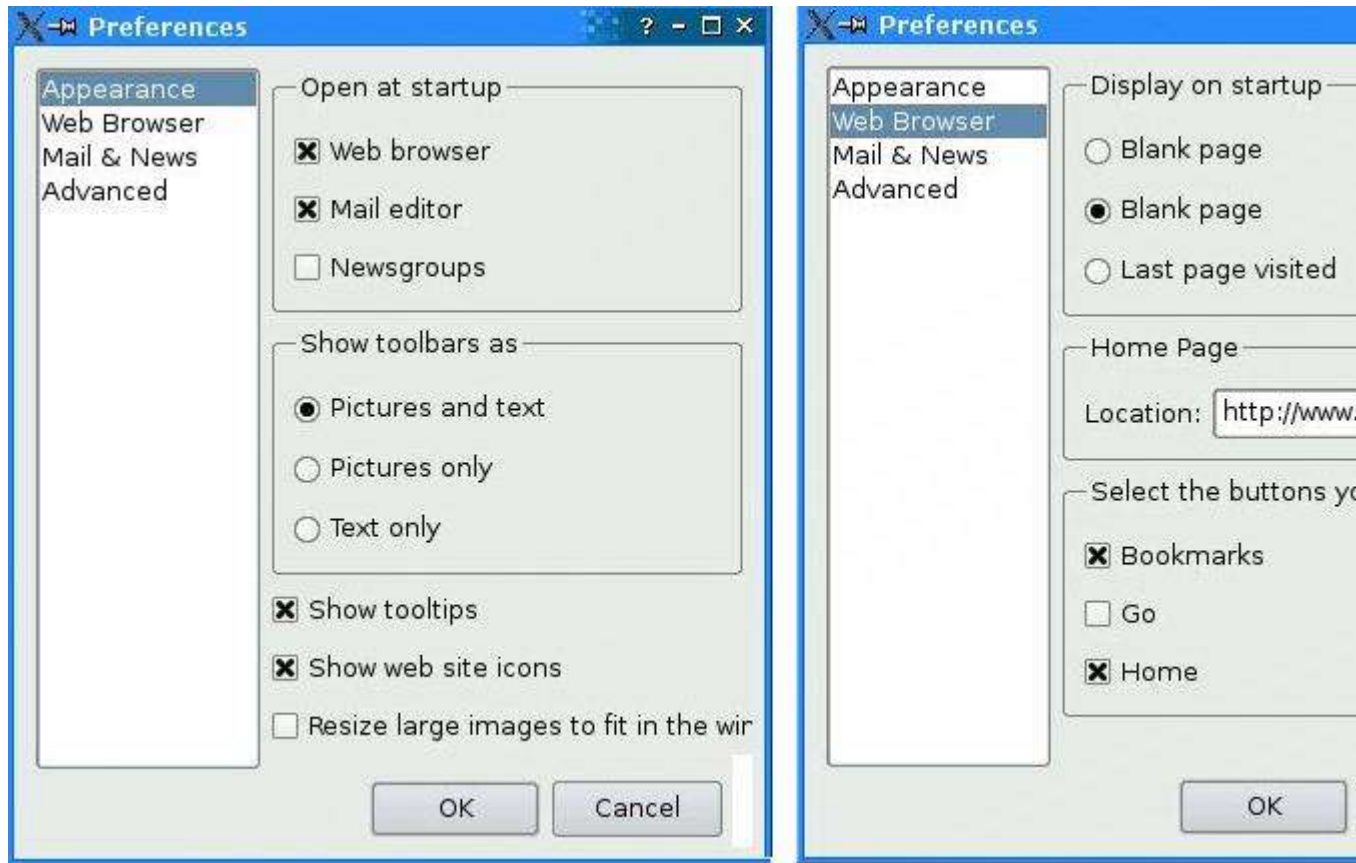 Preferences
Appearance
Web Browser
Mail & News
Advanced
Open at startup
Web browser
Mail editor
Newsgroups
Show toolbars as
Pictures and text
Pictures only
Text only
Show tooltips
Show web site icons
Resize large images to fit in the
OK
Cancel
Preferences
Appearance
Web Browser
Mail & News
Advanced
Display on startup
Blank page
Blank page
Last page visited
Home Page
Location: http://www.
Select the buttons
Bookmarks
Go
Home
OK